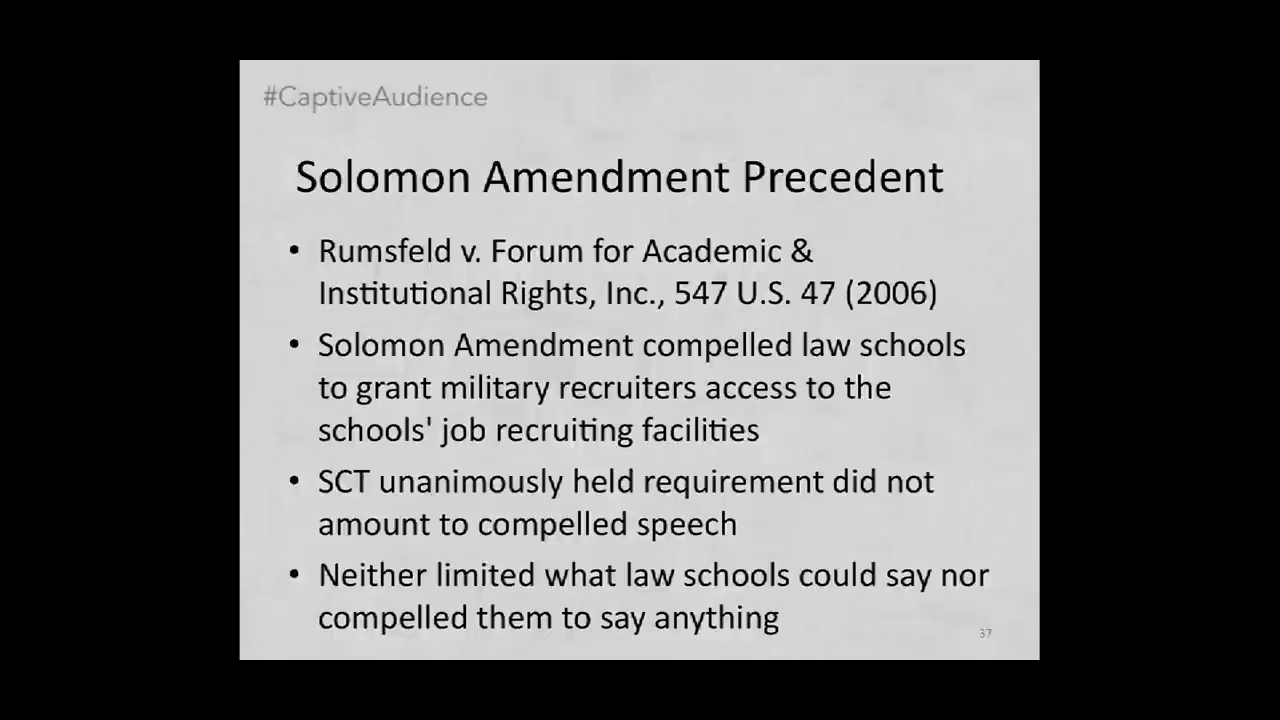 #CaptiveAudience
Solomon Amendment Precedent
• Rumsfeld v. Forum for Academic &
Institutional Rights, Inc., 547 U.S. 47 (2006)
• Solomon Amendment compelled law schools
to grant military recruiters access to the
schools' job recruiting facilities
• SCT unanimously held requirement did not
amount to compelled speech
• Neither limited what law schools could say nor
compelled them to say anything
37